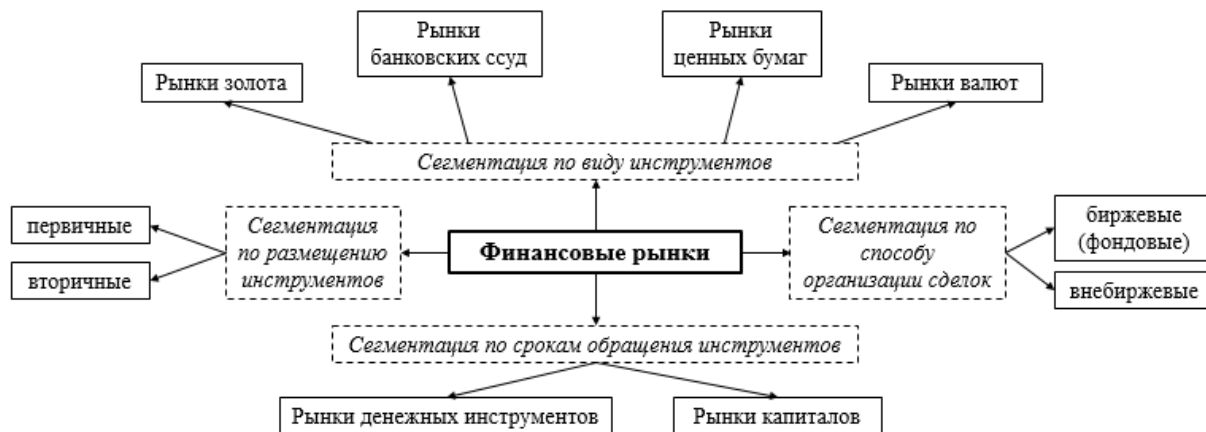 Рынки
банковских ссуд
Рынки
ценных бумаг
Рынки золота
Рынки валют
Сегментация по виду инструментов
первичные
вторичные
Сегментация
по размещению
инструментов
Финансовые рынки
Сегментация по
способу
организации сделок
биржевые
(фондовые)
внебиржевые
Сегментация по срокам обращения инструментов
Рынки денежных инструментов
Рынки капиталов